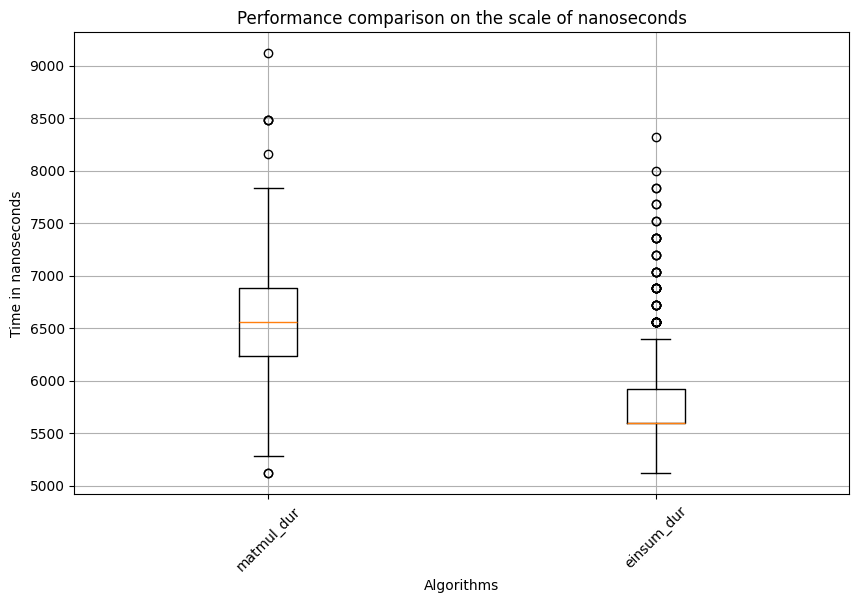 Performance comparison on the scale of nanoseconds
9000
8500
8000
7500
7000
6500
6000
5500
5000
Time in nanoseconds
matmul_dur
einsum_dur
Algorithms